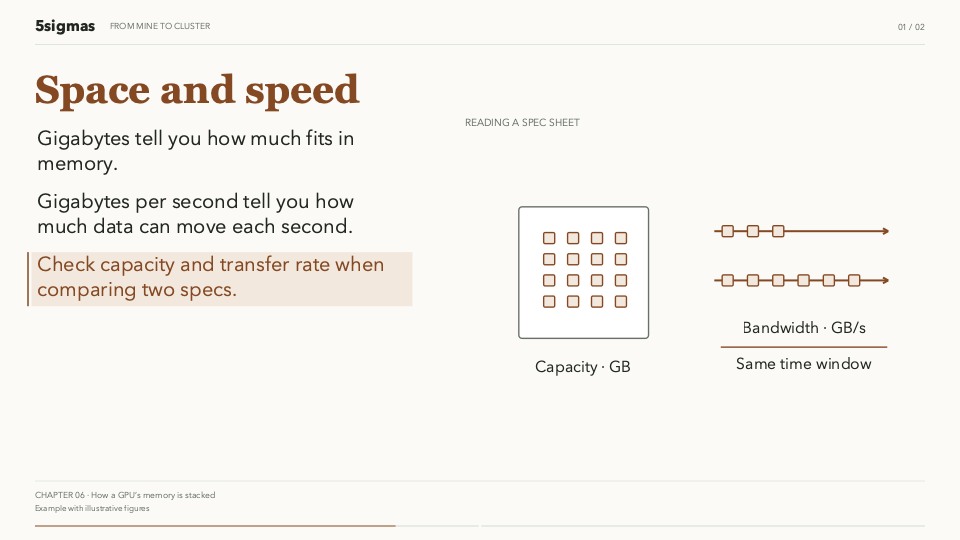 5sigmas
FROM MINE TO CLUSTER
01 / 02
Space and speed
Gigabytes tell you how much fits in
memory.
Gigabytes per second tell you how
much data can move each second.
Check capacity and transfer rate when
comparing two specs.
READING A SPEC SHEET
Capacity · GB
Bandwidth · GB/s
Same time window
CHAPTER 06 · How a GPU's memory is stacked
Example with illustrative figures